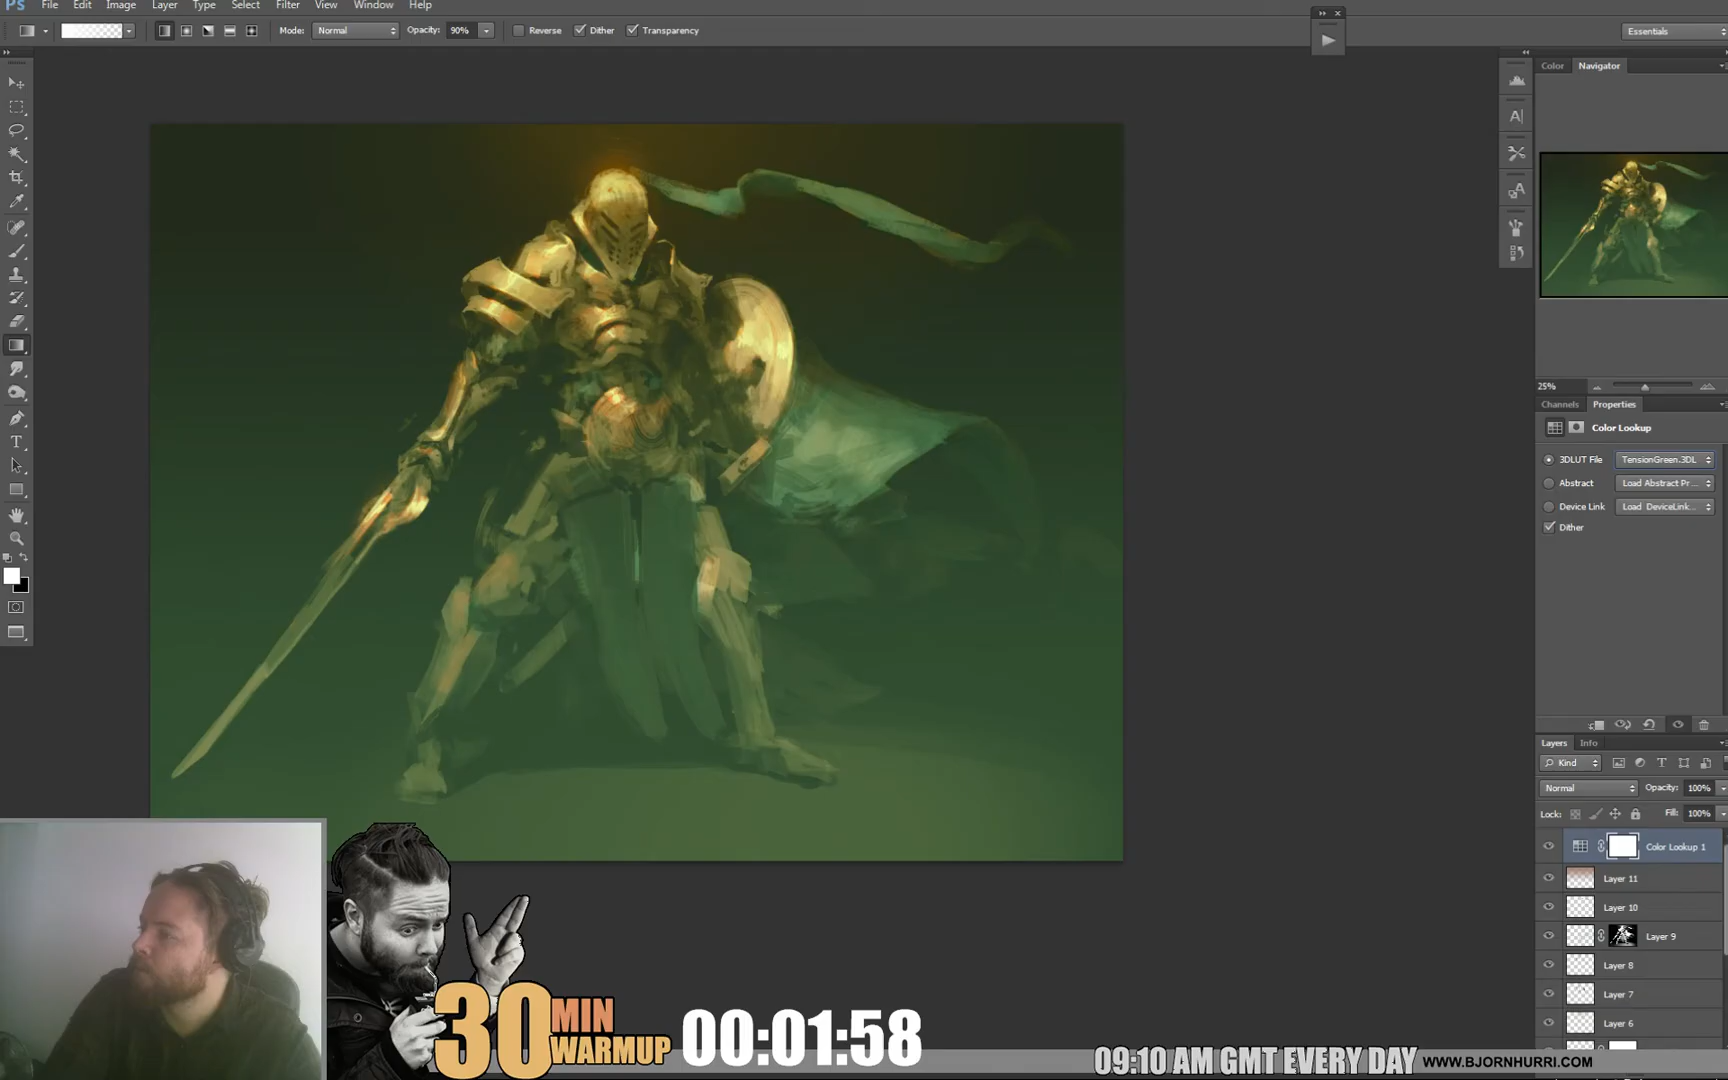 Ps File Edit Image Layer Type Select Filter View Window Help
Mode: Normal Opacity: 90% Reverse Dither Transparency Essentials
Color Navigator
25%
Channels Properties
Color Lookup
3DLUT File TensionGreen.3DL
Abstract Load Abstract Pr...
Device Link Load DeviceLink...
Dither
Layers Info
Kind
Normal Opacity: 100%
Lock: Fill: 100%
Color Lookup 1
Layer 11
Layer 10
Layer 9
Layer 8
Layer 7
Layer 6
30 MIN WARMUP
00:01:58
09:10 AM GMT EVERY DAY WWW.BJORNHURRI.COM